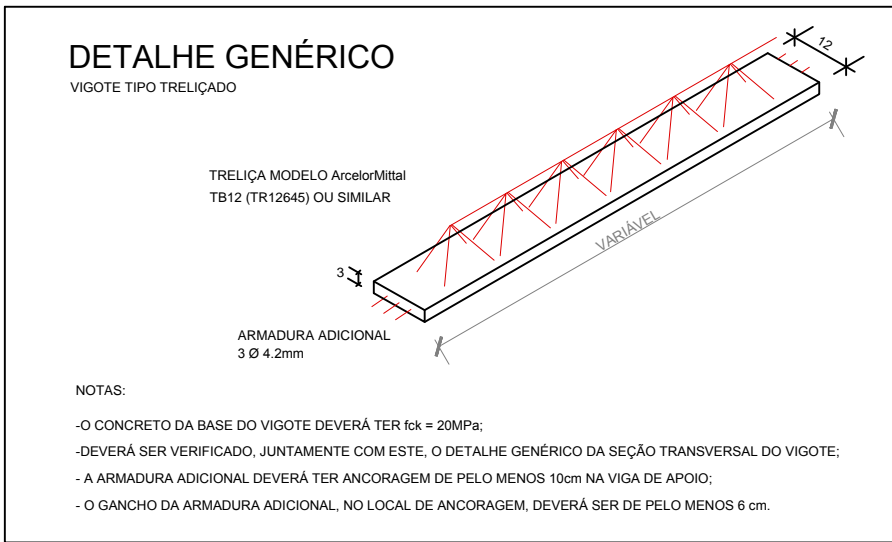 DETALHE GENÉRICO
VIGOTE TIPO TRELIÇADO
12
TRELIÇA MODELO ArcelorMittal
TB12 (TR12645) OU SIMILAR
VARIÁVEL
3
ARMADURA ADICIONAL
3 Ø 4.2mm
NOTAS:
-O CONCRETO DA BASE DO VIGOTE DEVERÁ TER fck = 20MPa;
-DEVERÁ SER VERIFICADO, JUNTAMENTE COM ESTE, O DETALHE GENÉRICO DA SEÇÃO TRANSVERSAL DO VIGOTE;
- A ARMADURA ADICIONAL DEVERÁ TER ANCORAGEM DE PELO MENOS 10cm NA VIGA DE APOIO;
- O GANCHO DA ARMADURA ADICIONAL, NO LOCAL DE ANCORAGEM, DEVERÁ SER DE PELO MENOS 6 cm.